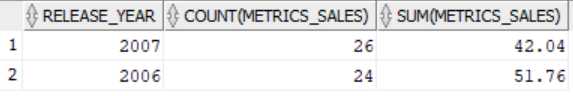 RELEASE_YEAR COUNT(METRICS_SALES) SUM(METRICS_SALES)
1 2007 26 42.04
2 2006 24 51.76